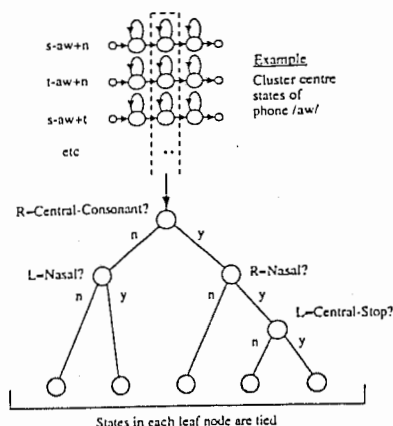 s-aw+n
t-aw+n
s-aw+t
etc
..
Example
Cluster centre
states of
phone /aw/
R=Central-Consonant?
n
y
L=Nasal?
R=Nasal?
n
y
n
y
L=Central-Stop?
n
y
States in each leaf node are tied